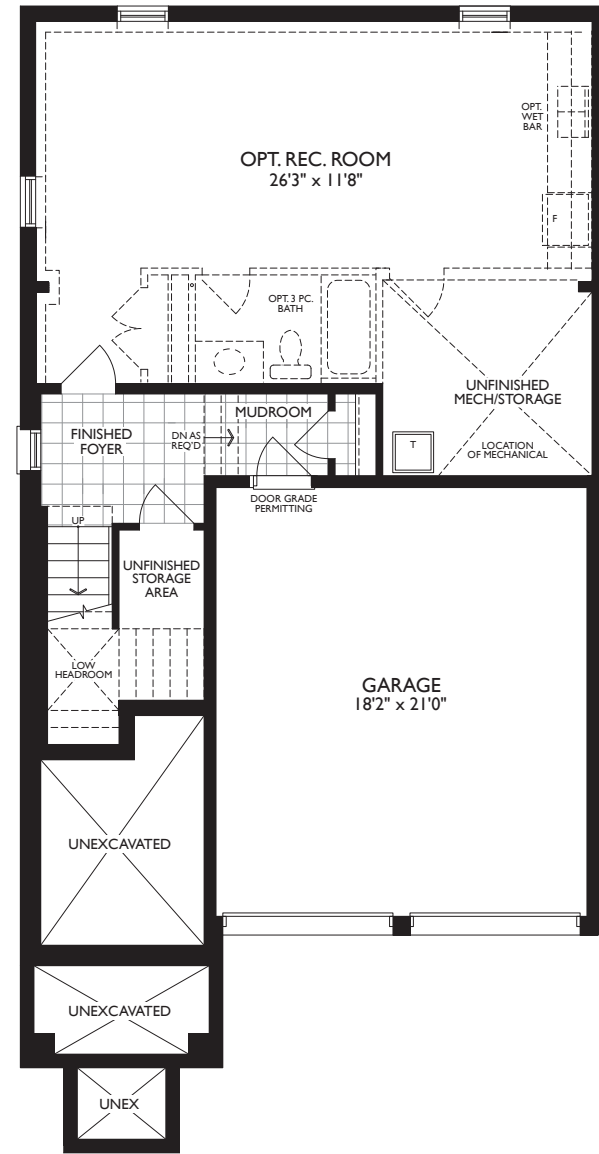 OPT.
WET
BAR
OPT. REC. ROOM
26'3" x 11'8"
F
OPT. 3 PC.
BATH
UNFINISHED
MECH/STORAGE
T
LOCATION
OF MECHANICAL
MUDROOM
FINISHED
FOYER
DN AS
REQ'D
DOOR GRADE
PERMITTING
UP
UNFINISHED
STORAGE
AREA
LOW
HEADROOM
GARAGE
18'2" x 21'0"
UNEXCAVATED
UNEXCAVATED
UNEX